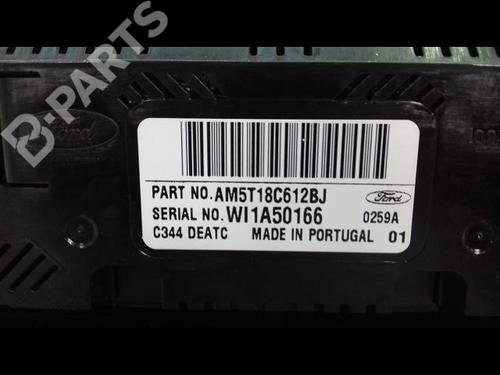 B-PARTS
Ford
PART NO. AM5T18C612BJ
Ford
SERIAL NO. WI1A50166 0259A
C344 DEATC MADE IN PORTUGAL 01